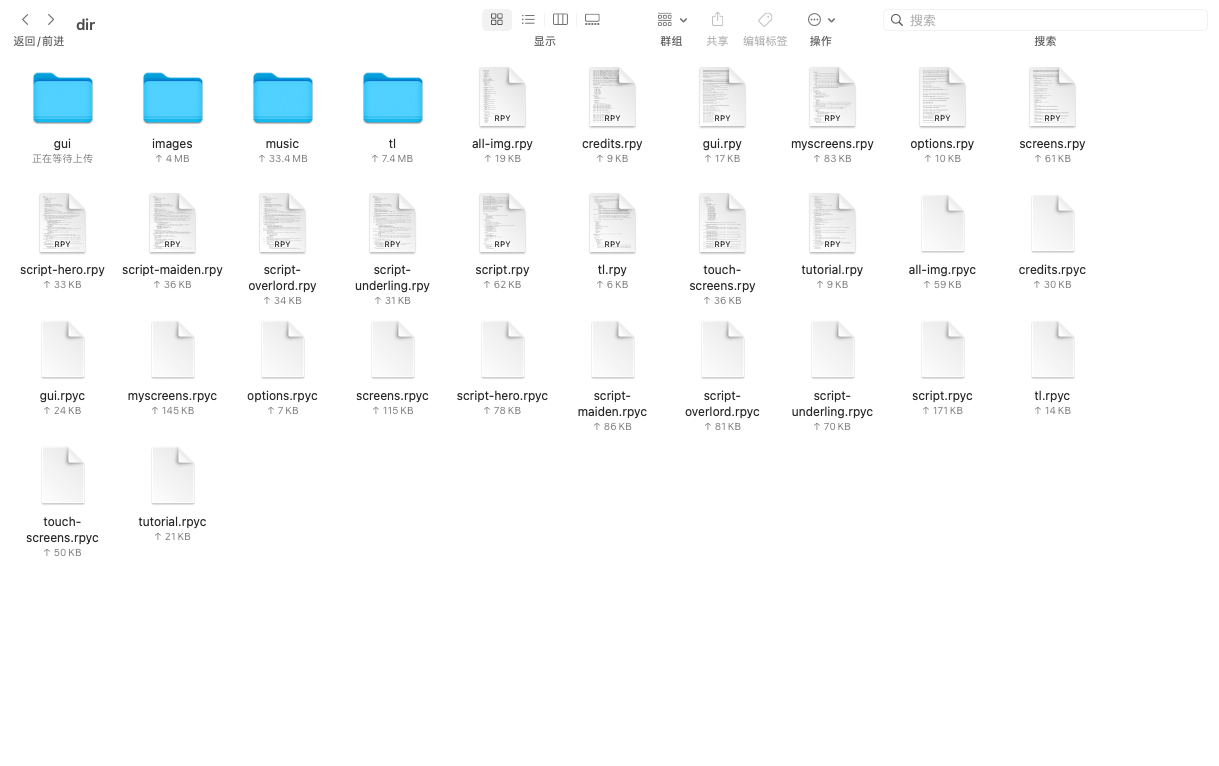 dir
返回/前进
显示
群组
共享
编辑标签
操作
搜索
搜索
gui
正在等待上传
images
↑ 4 MB
music
↑ 33.4 MB
tl
↑ 7.4 MB
RPY
all-img.rpy
↑ 19 KB
RPY
credits.rpy
↑ 9 KB
RPY
gui.rpy
↑ 17 KB
RPY
myscreens.rpy
↑ 83 KB
RPY
options.rpy
↑ 10 KB
RPY
screens.rpy
↑ 61 KB
RPY
script-hero.rpy
↑ 33 KB
RPY
script-maiden.rpy
↑ 36 KB
RPY
script-
overlord.rpy
↑ 34 KB
RPY
script-
underling.rpy
↑ 31 KB
RPY
script.rpy
↑ 62 KB
RPY
tl.rpy
↑ 6 KB
RPY
touch-
screens.rpy
↑ 36 KB
RPY
tutorial.rpy
↑ 9 KB
all-img.rpyc
↑ 59 KB
credits.rpyc
↑ 30 KB
gui.rpyc
↑ 24 KB
myscreens.rpyc
↑ 145 KB
options.rpyc
↑ 7 KB
screens.rpyc
↑ 115 KB
script-hero.rpyc
↑ 78 KB
script-
maiden.rpyc
↑ 86 KB
script-
overlord.rpyc
↑ 81 KB
script-
underling.rpyc
↑ 70 KB
script.rpyc
↑ 171 KB
tl.rpyc
↑ 14 KB
touch-
screens.rpyc
↑ 50 KB
tutorial.rpyc
↑ 21 KB